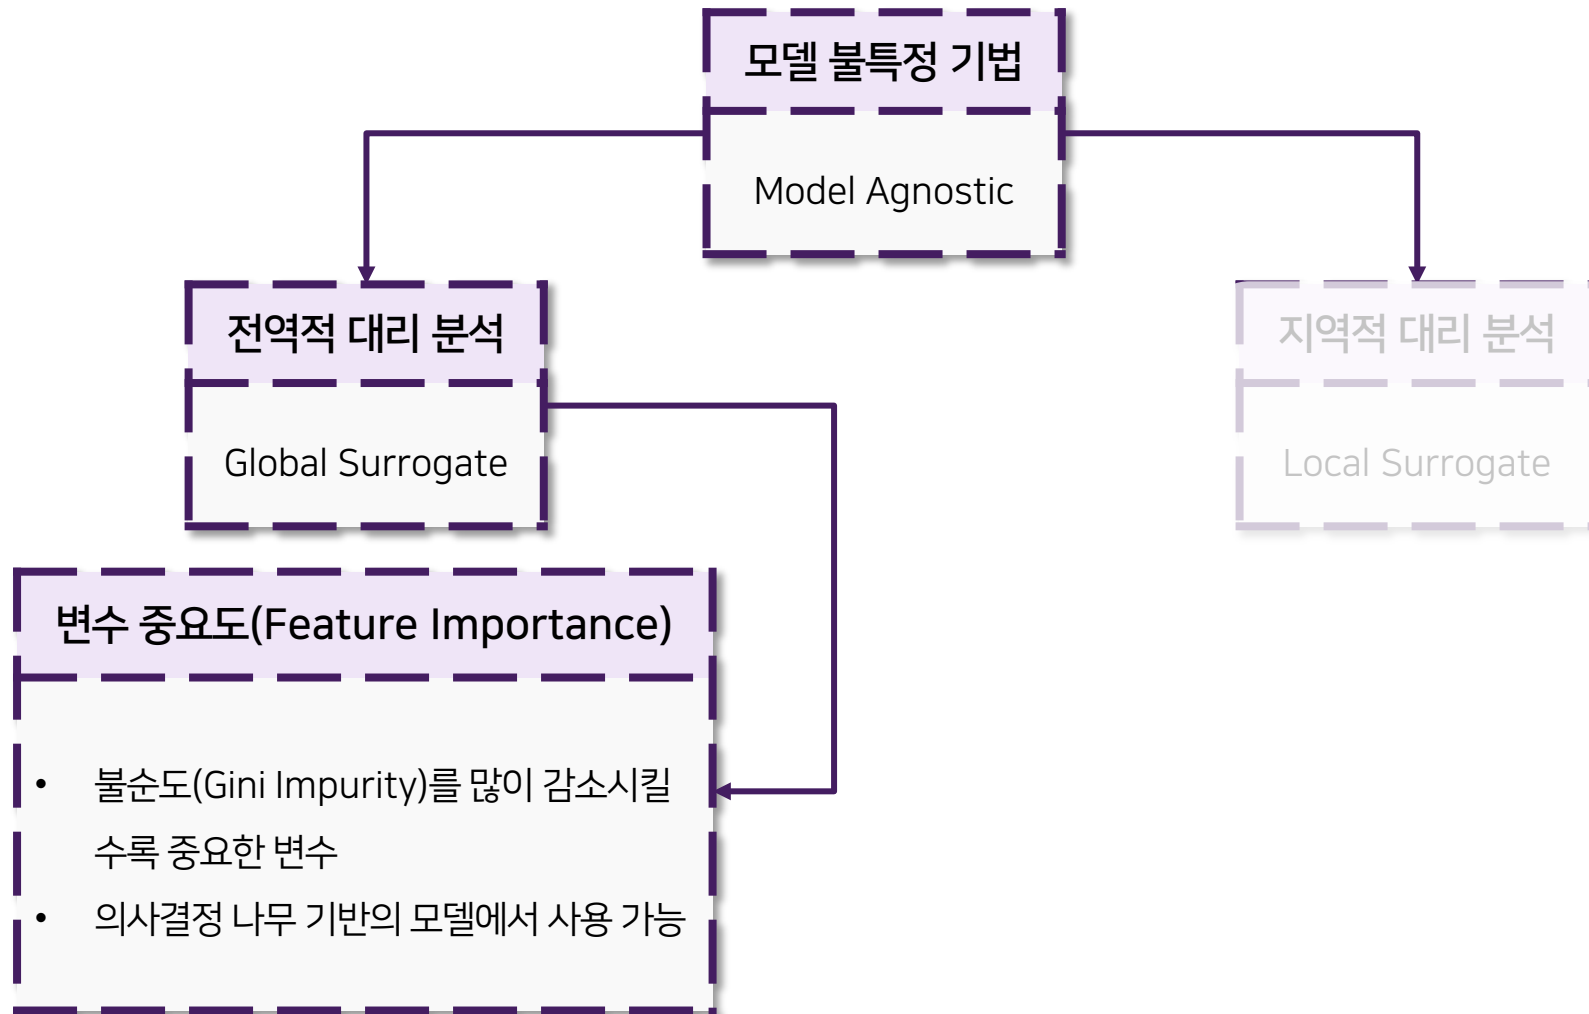 모델 불특정 기법
Model Agnostic
전역적 대리 분석
Global Surrogate
지역적 대리 분석
Local Surrogate
변수 중요도(Feature Importance)
• 불순도(Gini Impurity)를 많이 감소시킬
수록 중요한 변수
• 의사결정 나무 기반의 모델에서 사용 가능